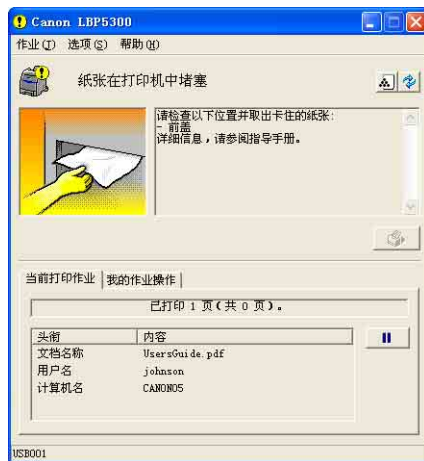 Canon LBP5300
作业(J) 选项(S) 帮助(H)
纸张在打印机中堵塞
请检查以下位置并取出卡住的纸张:
- 前盖
详细信息，请参阅指导手册。
当前打印作业 我的作业操作
已打印 1 页(共 0 页)。
头衔 内容
文档名称 UsersGuide.pdf
用户名 johnson
计算机名 CANON05
USB001